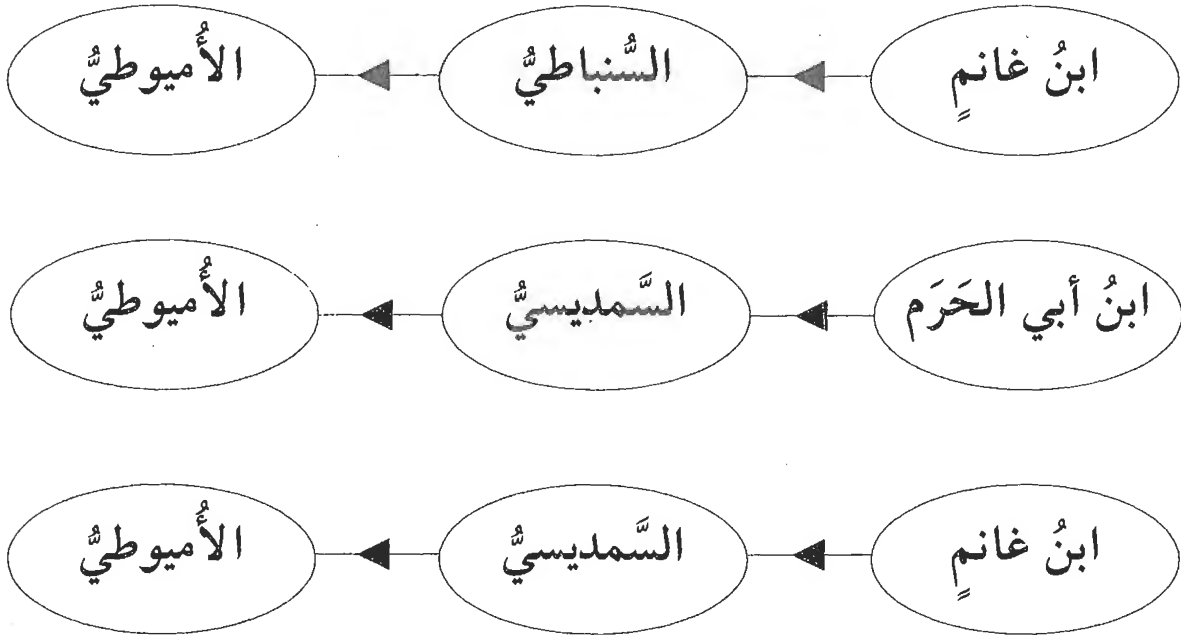 ابنُ غانمٍ السُّنباطيُّ الأُميوطيُّ
ابنُ أبي الحَرَم السَّمديسيُّ الأُميوطيُّ
ابنُ غانمٍ السَّمديسيُّ الأُميوطيُّ